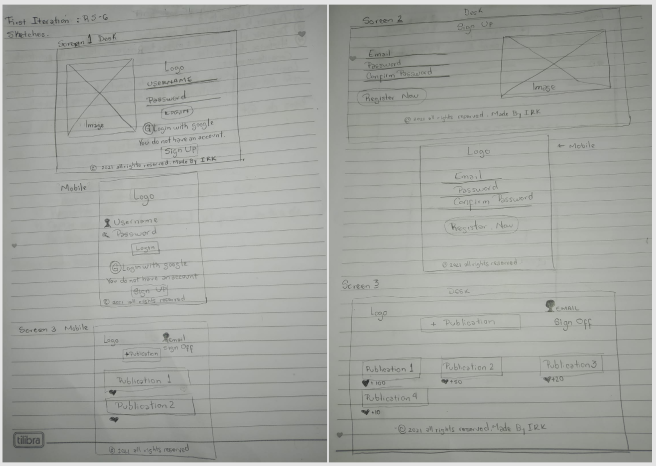 First Iteration : RS-G
Sketches.
Screen 1 Desk
Logo
USERNAME
Password
Image
G Login with google
You do not have an account.
Sign Up
© 2021 all rights reserved. Made By IRK
Mobile
Logo
Username
Password
Login
G Login with google
You do not have an account
Sign Up
© 2021 all rights reserved
Screen 3 Mobile
Logo
Email
Sign Off
+Publication
Publication 1
Publication 2
© 2021 all rights reserved
tilibra
Screen 2
Desk
Sign Up
Email
Password
Confirm Password
Image
Register Now
© 2021 all rights reserved. Made By IRK
← Mobile
Logo
Email
Password
Confirm Password
Register Now
© 2021 all rights reserved
Screen 3
Desk
Logo
EMAIL
+ Publication
Sign Off
Publication 1
Publication 2
Publication 3
+100
+50
+20
Publication 4
+10
© 2021 all rights reserved. Made By IRK